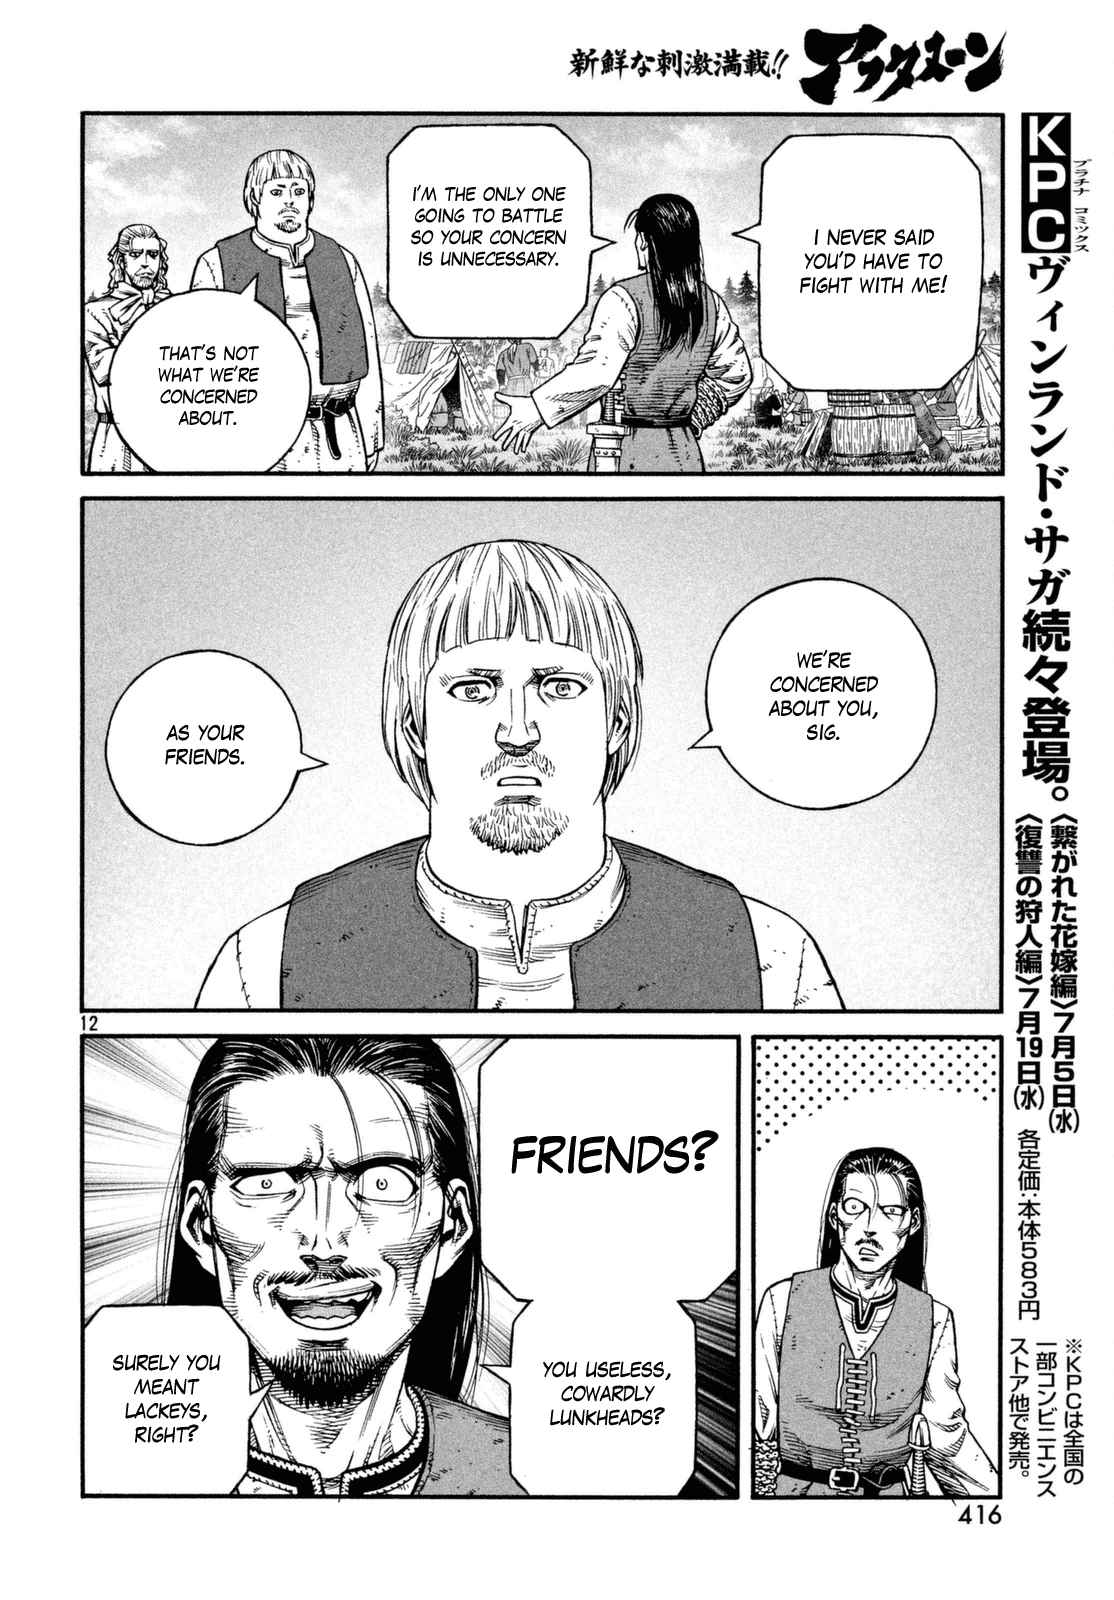 新鮮な刺激満載!!
アフタヌーン
I NEVER SAID
YOU'D HAVE TO
FIGHT WITH ME!
I'M THE ONLY ONE
GOING TO BATTLE
SO YOUR CONCERN
IS UNNECESSARY.
THAT'S NOT
WHAT WE'RE
CONCERNED
ABOUT.
WE'RE
CONCERNED
ABOUT YOU,
SIG.
AS YOUR
FRIENDS.
12
FRIENDS?
YOU USELESS,
COWARDLY
LUNKHEADS?
SURELY YOU
MEANT
LACKEYS,
RIGHT?
416
KPCヴィンランド・サガ続々登場。
プラチナ コミックス
〈繋がれた花嫁編〉7月5日(水)
〈復讐の狩人編〉7月19日(水)
各定価:本体583円
※KPCは全国の
一部コンビニエンス
ストア他で発売。